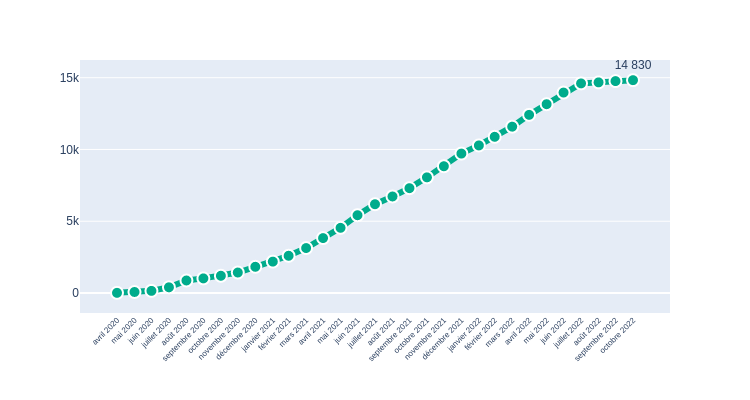 14 830
15k
10k
5k
0
avril 2020
mai 2020
juin 2020
juillet 2020
août 2020
septembre 2020
octobre 2020
novembre 2020
décembre 2020
janvier 2021
février 2021
mars 2021
avril 2021
mai 2021
juin 2021
juillet 2021
août 2021
septembre 2021
octobre 2021
novembre 2021
décembre 2021
janvier 2022
février 2022
mars 2022
avril 2022
mai 2022
juin 2022
juillet 2022
août 2022
septembre 2022
octobre 2022